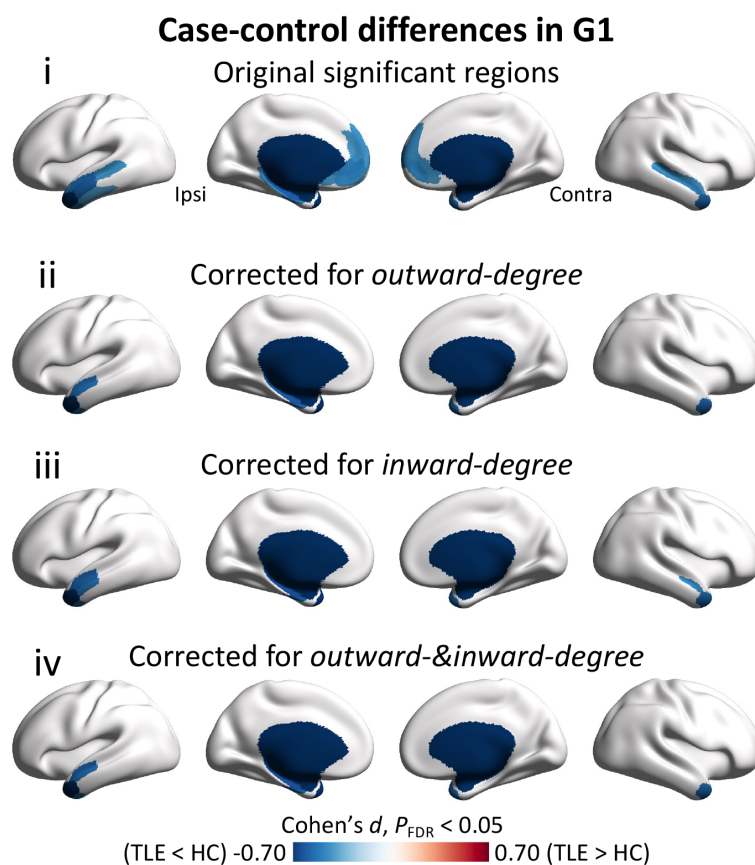 Case-control differences in G1
i Original significant regions
Ipsi Contra
ii Corrected for outward-degree
iii Corrected for inward-degree
iv Corrected for outward-&inward-degree
Cohen's d, PFDR < 0.05
(TLE < HC) -0.70 0.70 (TLE > HC)